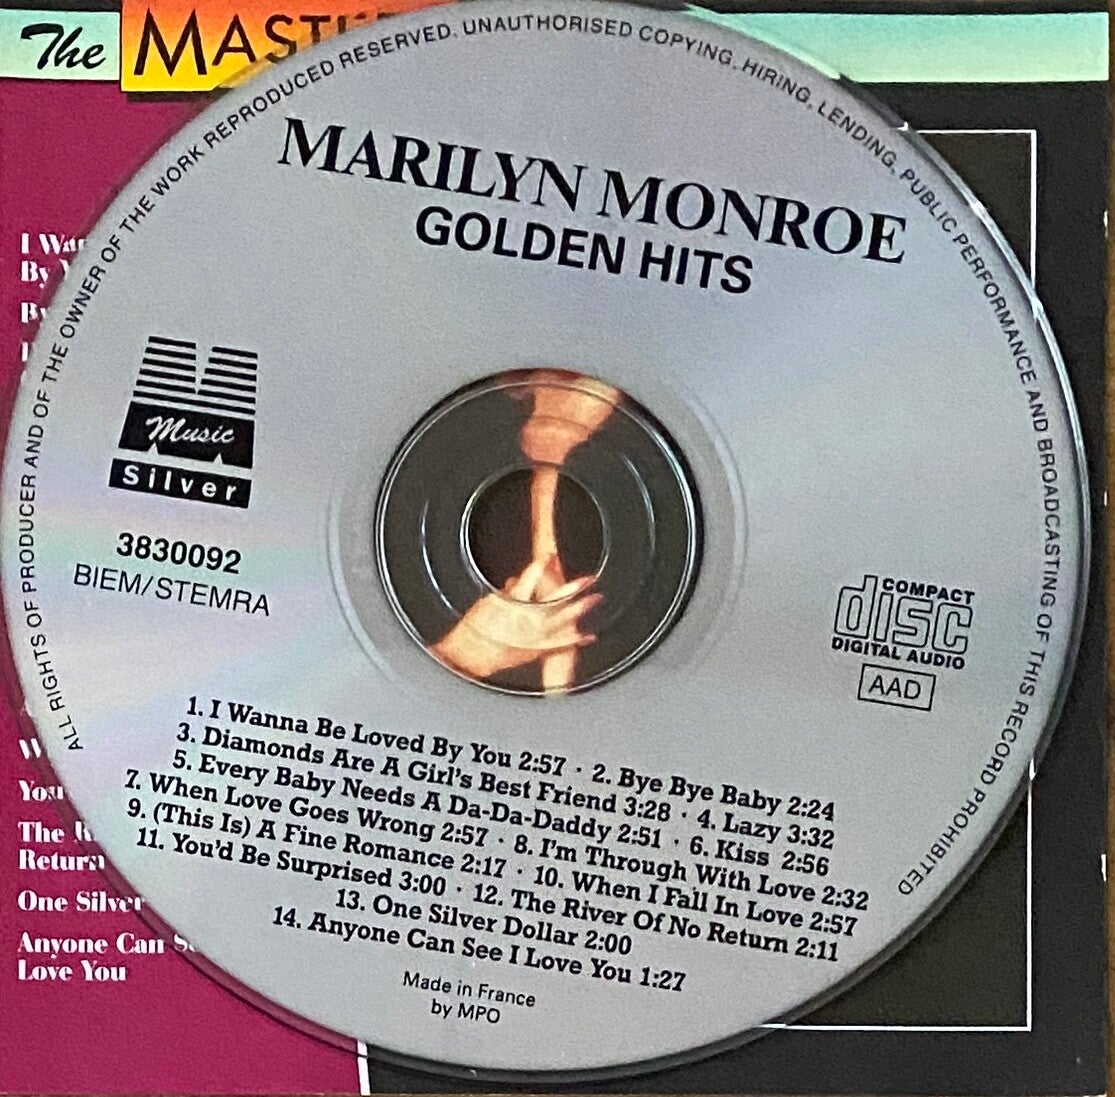 The
MARILYN MONROE
GOLDEN HITS
ALL RIGHTS OF PRODUCER AND OF THE OWNER OF THE WORK REPRODUCED RESERVED. UNAUTHORISED COPYING, HIRING, LENDING, PUBLIC PERFORMANCE AND BROADCASTING OF THIS RECORD PROHIBITED
Music
Silver
3830092
BIEM/STEMRA
COMPACT
disc
DIGITAL AUDIO
AAD
1. I Wanna Be Loved By You 2:57 · 2. Bye Bye Baby 2:24
3. Diamonds Are A Girl's Best Friend 3:28 · 4. Lazy 3:32
5. Every Baby Needs A Da-Da-Daddy 2:51 · 6. Kiss 2:56
7. When Love Goes Wrong 2:57 · 8. I'm Through With Love 2:32
9. (This Is) A Fine Romance 2:17 · 10. When I Fall In Love 2:57
11. You'd Be Surprised 3:00 · 12. The River Of No Return 2:11
13. One Silver Dollar 2:00
14. Anyone Can See I Love You 1:27
Made in France
by MPO
I
By
You
The
Return
One Silver
Anyone Can
Love You